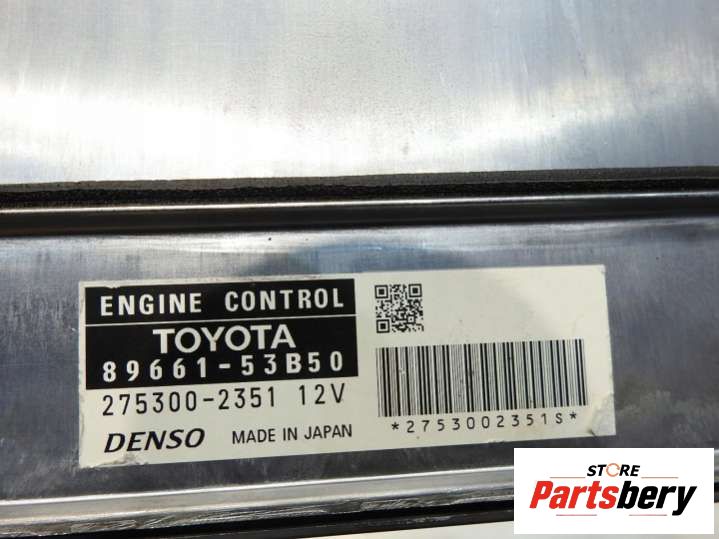 ENGINE CONTROL
TOYOTA
89661-53B50
275300-2351 12V
DENSO MADE IN JAPAN
*2753002351S*
STORE
Partsbery